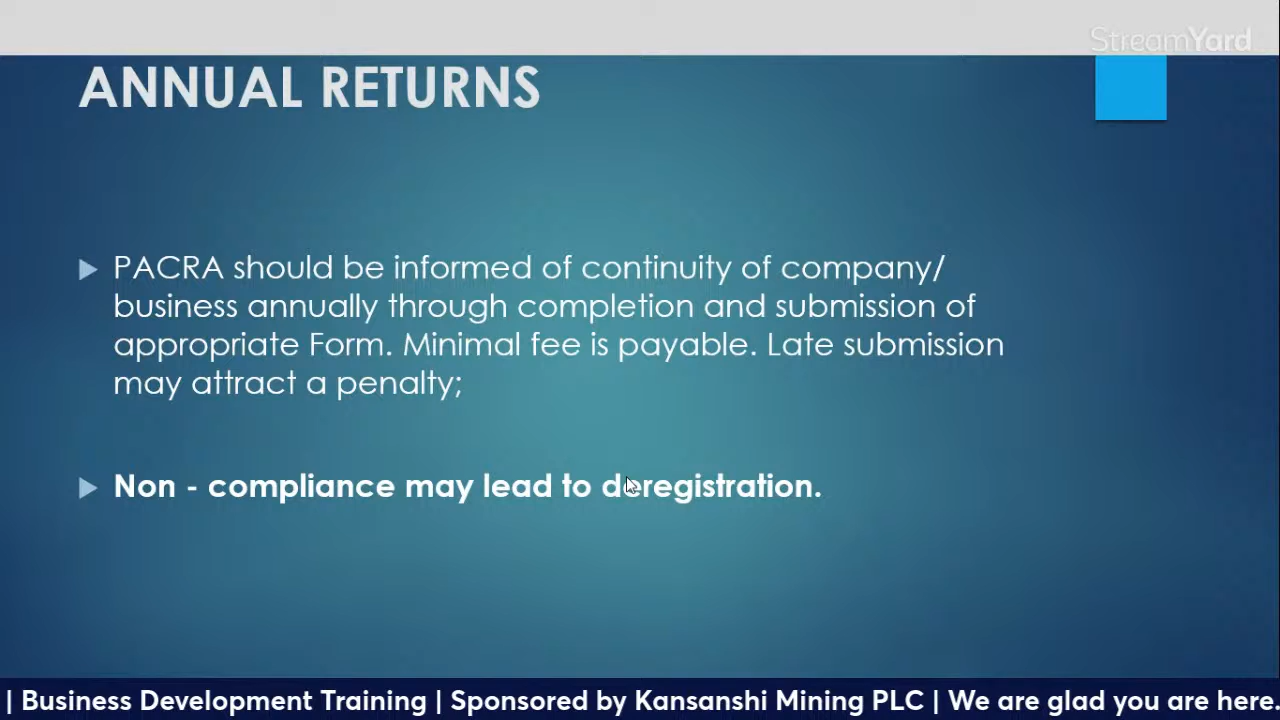 StreamYard
ANNUAL RETURNS
PACRA should be informed of continuity of company/
business annually through completion and submission of
appropriate Form. Minimal fee is payable. Late submission
may attract a penalty;
Non - compliance may lead to deregistration.
| Business Development Training | Sponsored by Kansanshi Mining PLC | We are glad you are here.